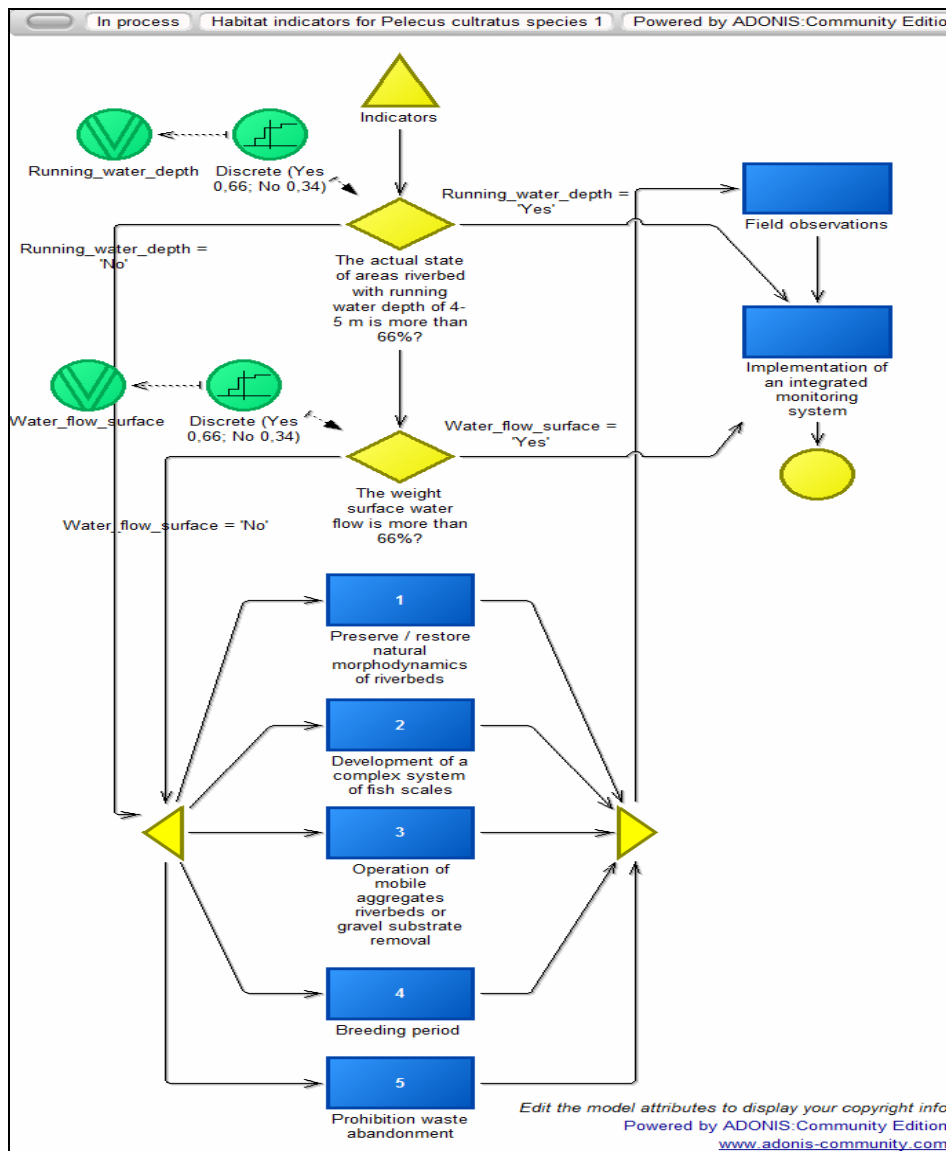 In process
Habitat indicators for Pelecus cultratus species 1
Powered by ADONIS:Community Edition
Indicators
Running_water_depth
Discrete (Yes
0,66; No 0,34)
Running_water_depth =
'Yes'
Field observations
Running_water_depth =
'No'
The actual
state of areas
riverbed with
running water
depth of 4-
5 m is more than
66%?
Implementation of
an integrated
monitoring
system
Water_flow_surface
Discrete (Yes
0,66; No 0,34)
Water_flow_surface =
'Yes'
The weight
surface water
flow is more than
66%?
Water_flow_surface = 'No'
1
Preserve / restore
natural
morphodynamics
of riverbeds
2
Development of a
complex system
of fish scales
3
Operation of
mobile
aggregates
riverbeds or
gravel substrate
removal
4
Breeding period
5
Prohibition waste
abandonment
Edit the model attributes to display your copyright info
Powered by ADONIS:Community Edition
www.adonis-community.com